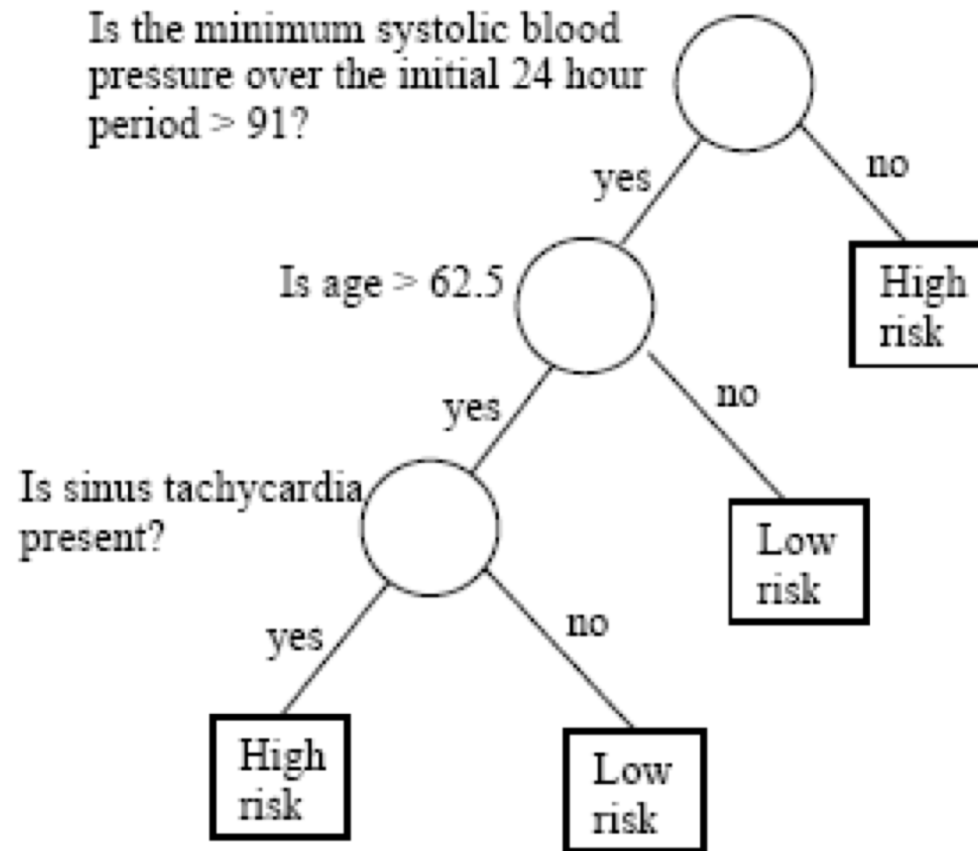 Is the minimum systolic blood
pressure over the initial 24 hour
period > 91?
yes
no
Is age > 62.5
High
risk
yes
no
Is sinus tachycardia
present?
Low
risk
yes
no
High
risk
Low
risk